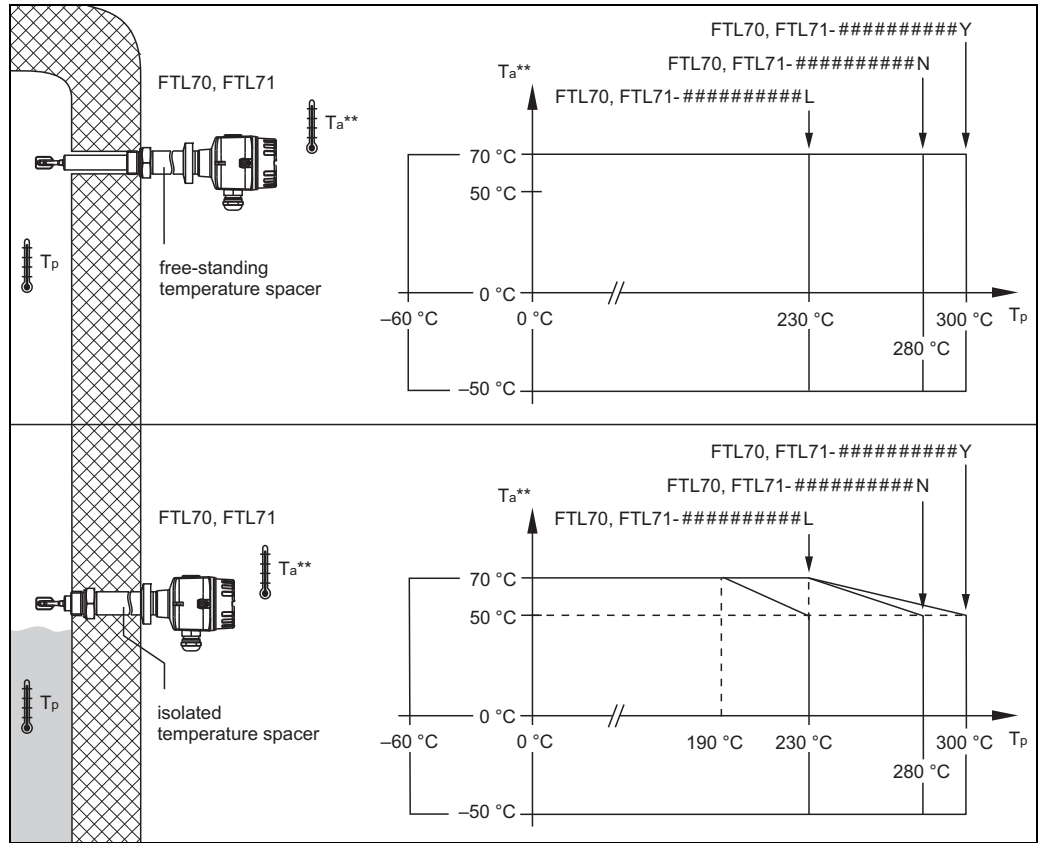 FTL70, FTL71
Ta**
Tp
free-standing
temperature spacer
FTL70, FTL71-##########Y
FTL70, FTL71-##########N
FTL70, FTL71-##########L
Ta**
70 °C
50 °C
0 °C
–60 °C
0 °C
230 °C
300 °C
Tp
280 °C
–50 °C
FTL70, FTL71
Ta**
Tp
isolated
temperature spacer
FTL70, FTL71-##########Y
FTL70, FTL71-##########N
FTL70, FTL71-##########L
Ta**
70 °C
50 °C
0 °C
–60 °C
0 °C
190 °C
230 °C
300 °C
Tp
280 °C
–50 °C